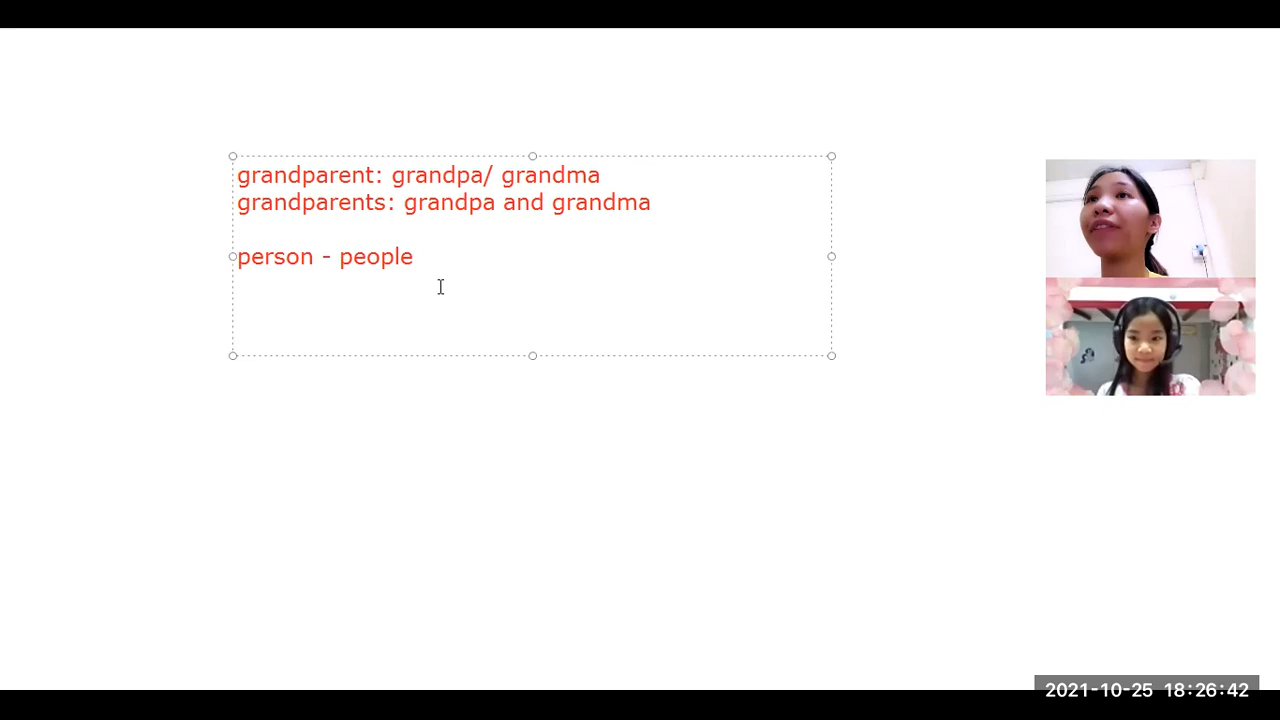 grandparent: grandpa/ grandma
grandparents: grandpa and grandma
person - people
2021-10-25 18:26:42